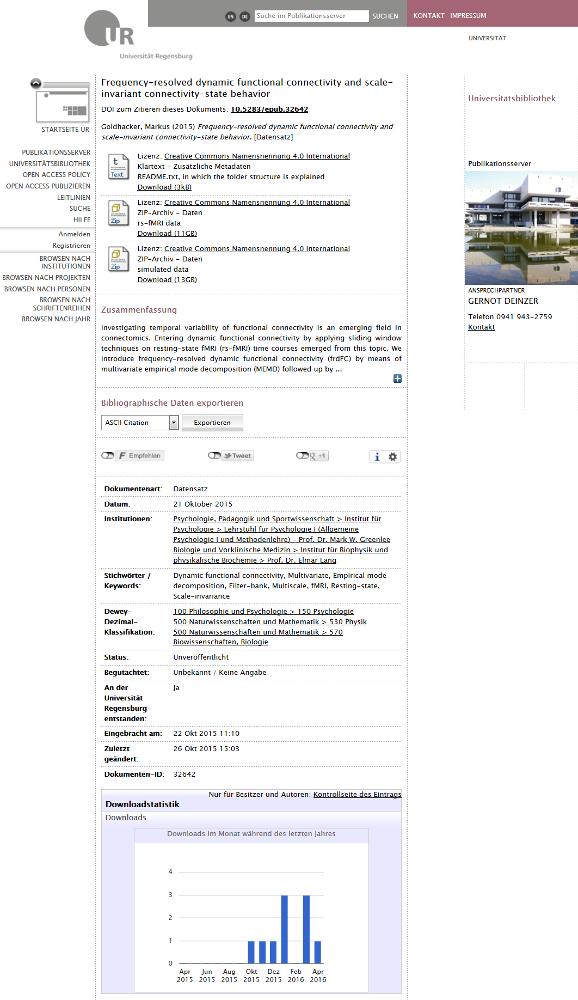 EN DE Suche im Publikationsserver SUCHEN KONTAKT IMPRESSUM
UR
Universität Regensburg
UNIVERSITÄT
STARTSEITE UR
PUBLIKATIONSSERVER
UNIVERSITÄTSBIBLIOTHEK
OPEN ACCESS POLICY
OPEN ACCESS PUBLIZIEREN
LEITLINIEN
SUCHE
HILFE
Anmelden
Registrieren
BROWSEN NACH
INSTITUTIONEN
BROWSEN NACH PROJEKTEN
BROWSEN NACH PERSONEN
BROWSEN NACH
SCHRIFTENREIHEN
BROWSEN NACH JAHR
Frequency-resolved dynamic functional connectivity and scale-
invariant connectivity-state behavior
DOI zum Zitieren dieses Dokuments: 10.5283/epub.32642
Goldhacker, Markus (2015) Frequency-resolved dynamic functional connectivity and
scale-invariant connectivity-state behavior. [Datensatz]
t
Text
Lizenz: Creative Commons Namensnennung 4.0 International
Klartext - Zusätzliche Metadaten
README.txt, in which the folder structure is explained
Download (3kB)
Zip
Lizenz: Creative Commons Namensnennung 4.0 International
ZIP-Archiv - Daten
rs-fMRI data
Download (11GB)
Zip
Lizenz: Creative Commons Namensnennung 4.0 International
ZIP-Archiv - Daten
simulated data
Download (13GB)
Zusammenfassung
Investigating temporal variability of functional connectivity is an emerging field in
connectomics. Entering dynamic functional connectivity by applying sliding window
techniques on resting-state fMRI (rs-fMRI) time courses emerged from this topic. We
introduce frequency-resolved dynamic functional connectivity (frdFC) by means of
multivariate empirical mode decomposition (MEMD) followed up by ...
Bibliographische Daten exportieren
ASCII Citation Exportieren
F Empfehlen Tweet g +1 i
Dokumentenart: Datensatz
Datum: 21 Oktober 2015
Institutionen: Psychologie, Pädagogik und Sportwissenschaft > Institut für
Psychologie > Lehrstuhl für Psychologie I (Allgemeine
Psychologie I und Methodenlehre) - Prof. Dr. Mark W. Greenlee
Biologie und Vorklinische Medizin > Institut für Biophysik und
physikalische Biochemie > Prof. Dr. Elmar Lang
Stichwörter / Dynamic functional connectivity, Multivariate, Empirical mode
Keywords: decomposition, Filter-bank, Multiscale, fMRI, Resting-state,
Scale-invariance
Dewey- 100 Philosophie und Psychologie > 150 Psychologie
Dezimal- 500 Naturwissenschaften und Mathematik > 530 Physik
Klassifikation: 500 Naturwissenschaften und Mathematik > 570
Biowissenschaften, Biologie
Status: Unveröffentlicht
Begutachtet: Unbekannt / Keine Angabe
An der Ja
Universität
Regensburg
entstanden:
Eingebracht am: 22 Okt 2015 11:10
Zuletzt 26 Okt 2015 15:03
geändert:
Dokumenten-ID: 32642
Nur für Besitzer und Autoren: Kontrollseite des Eintrags
Downloadstatistik
Downloads
Downloads im Monat während des letzten Jahres
4
3
2
1
0
Apr Jun Aug Okt Dez Feb Apr
2015 2015 2015 2015 2015 2016 2016
Universitätsbibliothek
Publikationsserver
ANSPRECHPARTNER
GERNOT DEINZER
Telefon 0941 943-2759
Kontakt